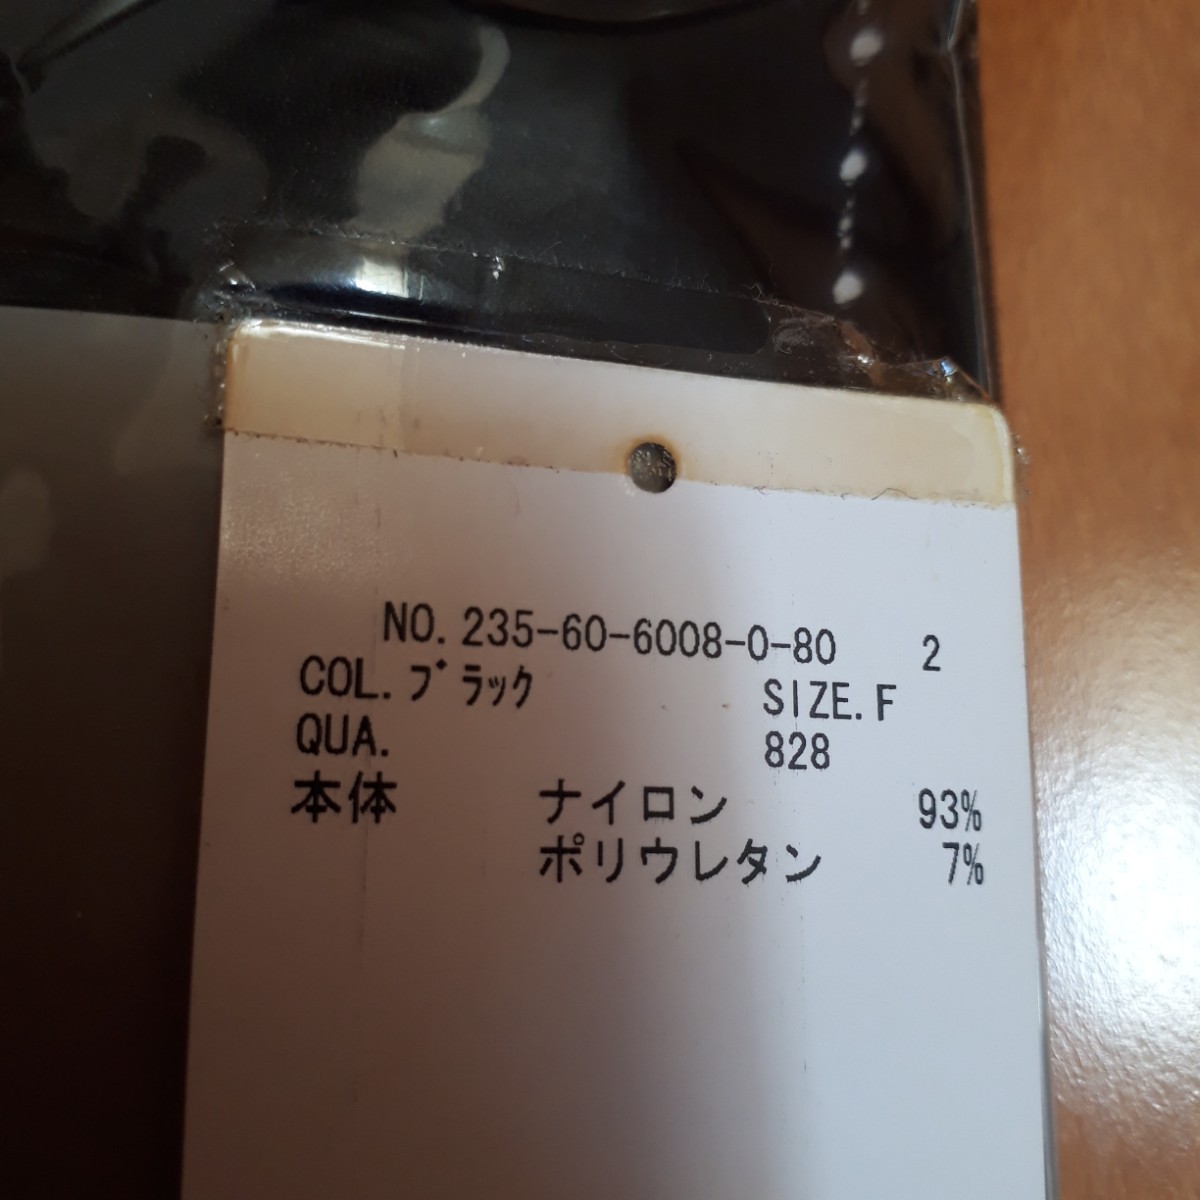 NO.235-60-6008-0-80 2
COL.ﾌﾞﾗｯｸ SIZE.F
QUA. 828
本体 ナイロン 93%
ポリウレタン 7%